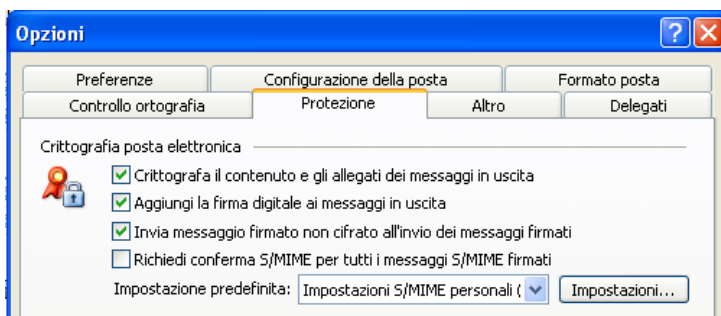 Opzioni
Preferenze Configurazione della posta Formato posta
Controllo ortografia Protezione Altro Delegati
Crittografia posta elettronica
Crittografa il contenuto e gli allegati dei messaggi in uscita
Aggiungi la firma digitale ai messaggi in uscita
Invia messaggio firmato non cifrato all'invio dei messaggi firmati
Richiedi conferma S/MIME per tutti i messaggi S/MIME firmati
Impostazione predefinita: Impostazioni S/MIME personali ( Impostazioni...